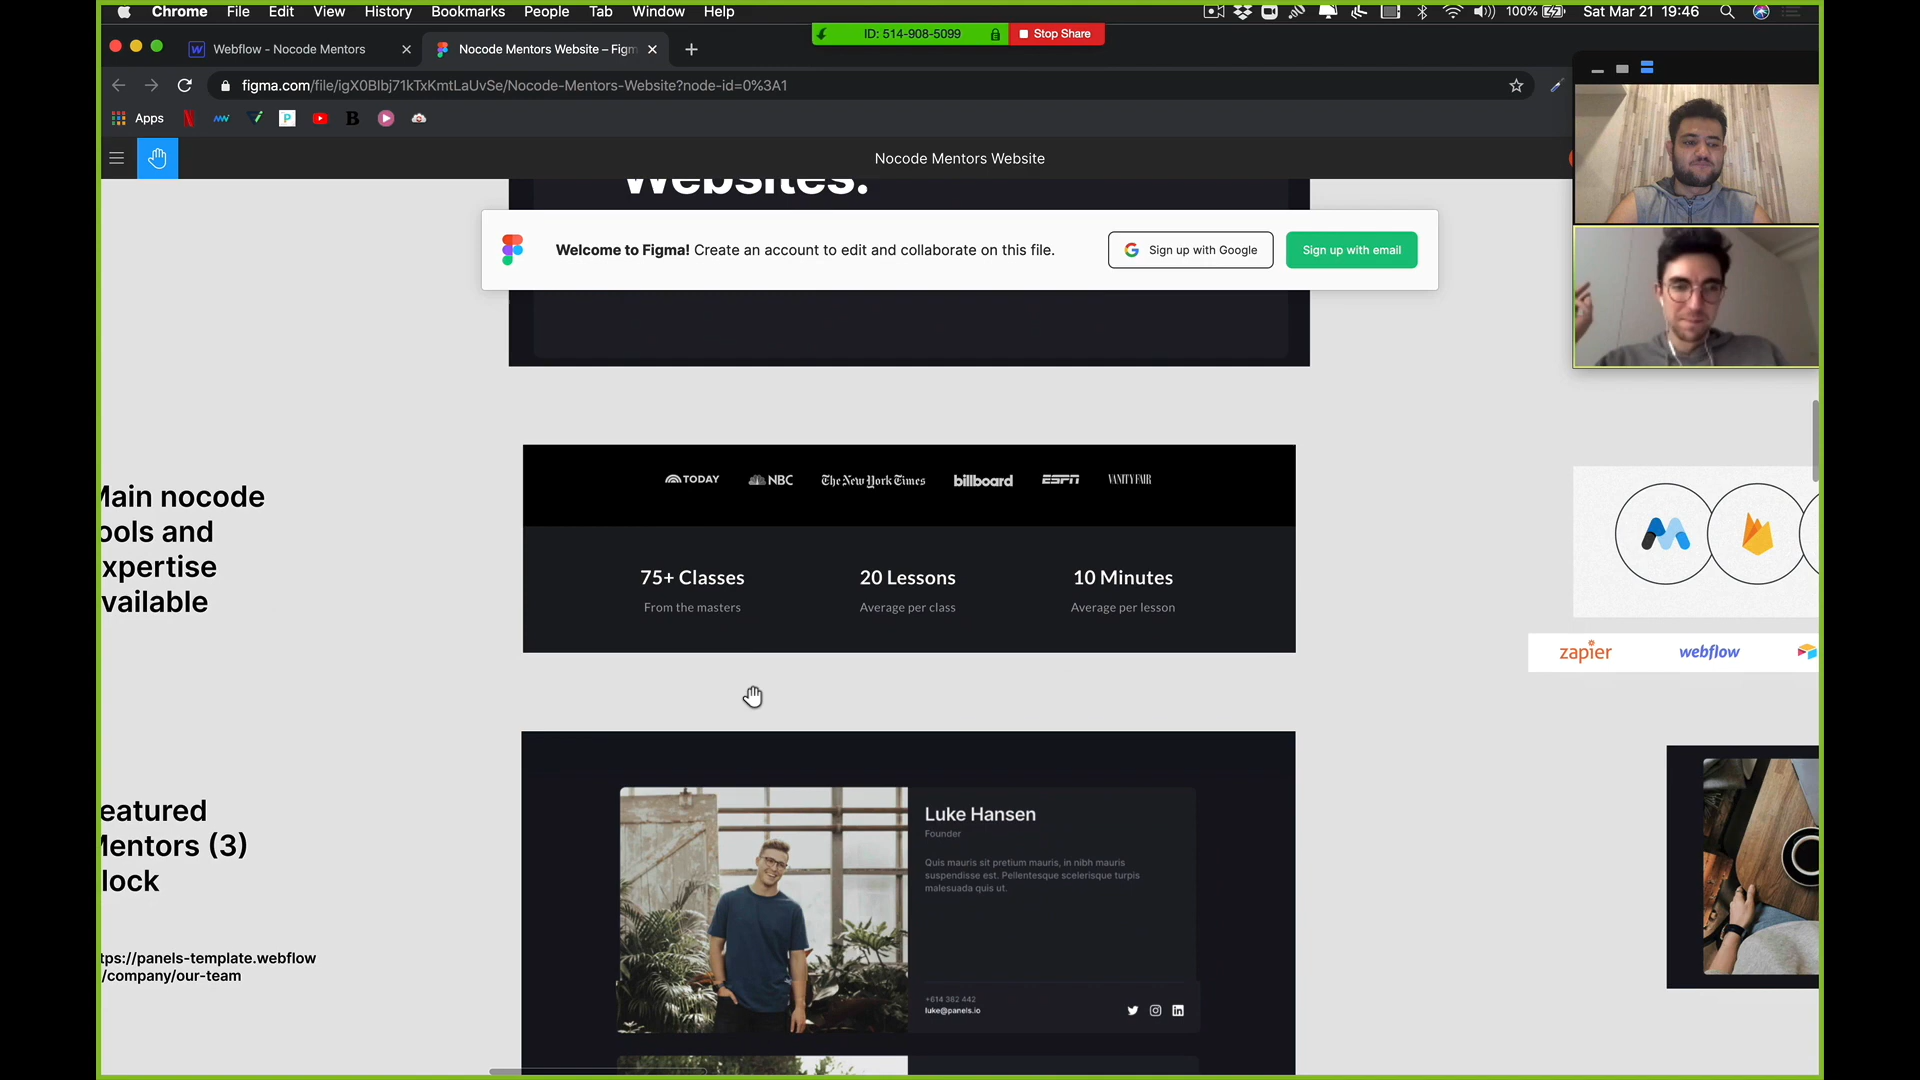 Chrome File Edit View History Bookmarks People Tab Window Help
100% Sat Mar 21 19:46
ID: 514-908-5099 Stop Share
Webflow - Nocode Mentors
Nocode Mentors Website – Figm
figma.com/file/igX0BIbj71kTxKmtLaUvSe/Nocode-Mentors-Website?node-id=0%3A1
Apps
Nocode Mentors Website
Websites.
Welcome to Figma! Create an account to edit and collaborate on this file.
Sign up with Google
Sign up with email
TODAY NBC The New York Times billboard ESPN VANITY FAIR
Main nocode
ools and
xpertise
vailable
75+ Classes
From the masters
20 Lessons
Average per class
10 Minutes
Average per lesson
zapier webflow
eatured
Mentors (3)
lock
tps://panels-template.webflow
/company/our-team
Luke Hansen
Founder
Quis mauris sit pretium mauris, in nibh mauris
suspendisse est. Pellentesque scelerisque turpis
malesuada quis ut.
+614 382 442
luke@panels.io